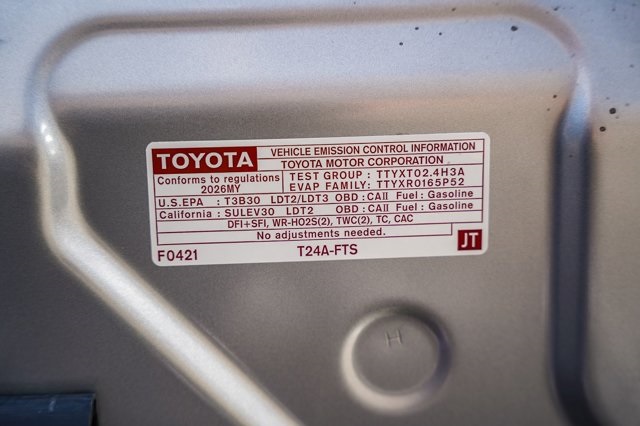 TOYOTA
VEHICLE EMISSION CONTROL INFORMATION
TOYOTA MOTOR CORPORATION
Conforms to regulations
2026MY
TEST GROUP : TTYXT02.4H3A
EVAP FAMILY: TTYXR0165P52
U.S.EPA : T3B30 LDT2/LDT3 OBD : CAII Fuel : Gasoline
California : SULEV30 LDT2 OBD : CAII Fuel : Gasoline
DFI+SFI, WR-HO2S(2), TWC(2), TC, CAC
No adjustments needed.
F0421 T24A-FTS JT
H